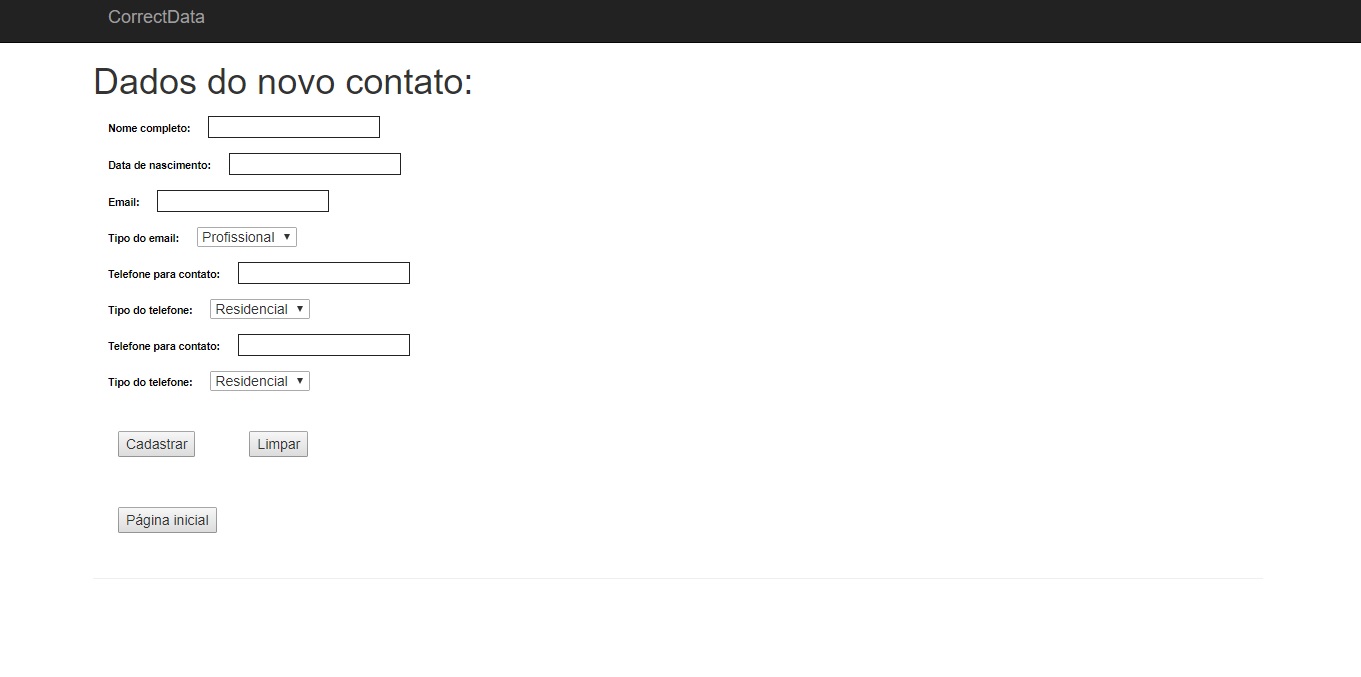 CorrectData
Dados do novo contato:
Nome completo:
Data de nascimento:
Email:
Tipo do email: Profissional
Telefone para contato:
Tipo do telefone: Residencial
Telefone para contato:
Tipo do telefone: Residencial
Cadastrar Limpar
Página inicial